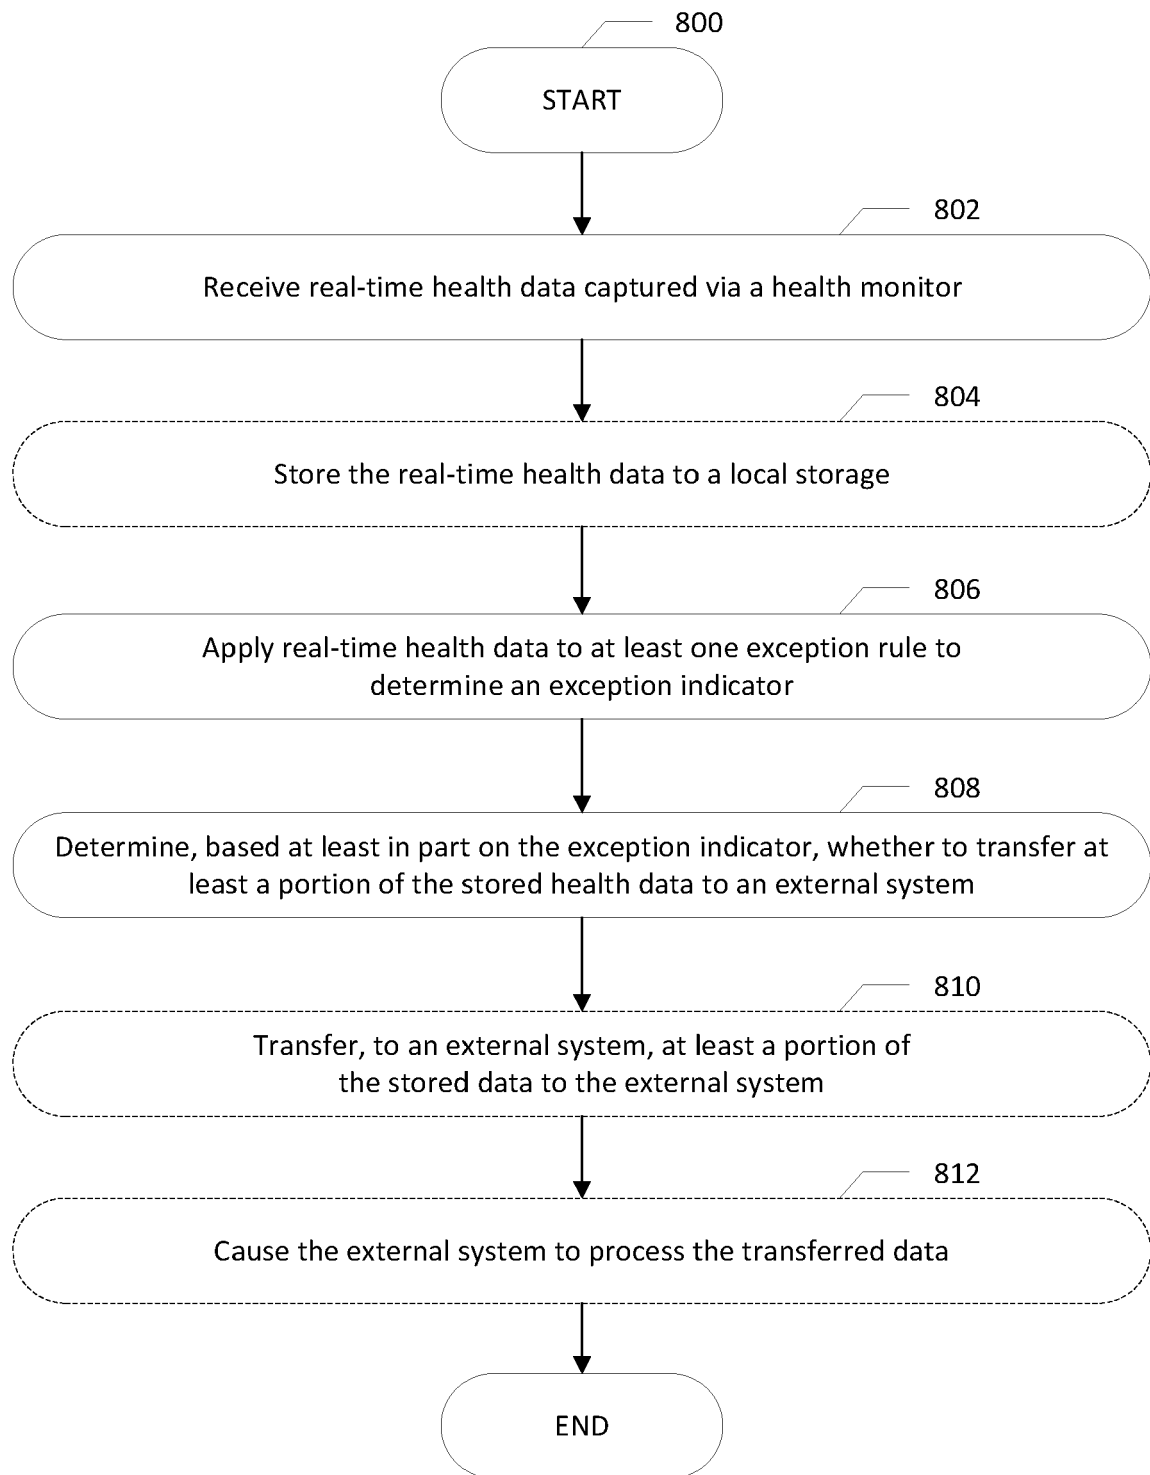 800
START
802
Receive real-time health data captured via a health monitor
804
Store the real-time health data to a local storage
806
Apply real-time health data to at least one exception rule to
determine an exception indicator
808
Determine, based at least in part on the exception indicator, whether to transfer at
least a portion of the stored health data to an external system
810
Transfer, to an external system, at least a portion of
the stored data to the external system
812
Cause the external system to process the transferred data
END